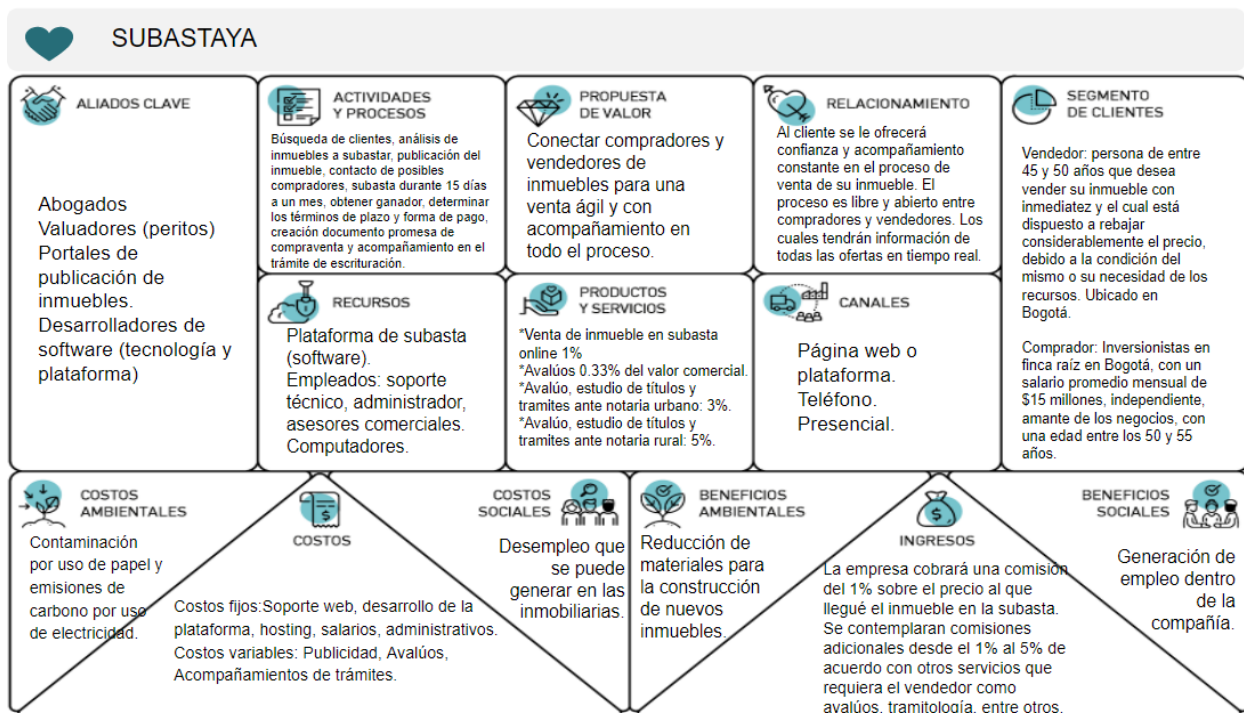 SUBASTAYA
ALIADOS CLAVE
Abogados
Valuadores (peritos)
Portales de
publicación de
inmuebles.
Desarrolladores de
software (tecnología y
plataforma)
ACTIVIDADES
Y PROCESOS
Búsqueda de clientes, análisis de
inmuebles a subastar, publicación del
inmueble, contacto de posibles
compradores, subasta durante 15 días
a un mes, obtener ganador, determinar
los términos de plazo y forma de pago,
creación documento promesa de
compraventa y acompañamiento en el
trámite de escrituración.
RECURSOS
Plataforma de subasta
(software).
Empleados: soporte
técnico, administrador,
asesores comerciales.
Computadores.
PROPUESTA
DE VALOR
Conectar compradores y
vendedores de
inmuebles para una
venta ágil y con
acompañamiento en
todo el proceso.
PRODUCTOS
Y SERVICIOS
*Venta de inmueble en subasta
online 1%
*Avalúos 0.33% del valor comercial.
*Avalúo, estudio de títulos y
tramites ante notaria urbano: 3%.
*Avalúo, estudio de títulos y
tramites ante notaria rural: 5%.
RELACIONAMIENTO
Al cliente se le ofrecerá
confianza y acompañamiento
constante en el proceso de
venta de su inmueble. El
proceso es libre y abierto entre
compradores y vendedores. Los
cuales tendrán información de
todas las ofertas en tiempo real.
CANALES
Página web o
plataforma.
Teléfono.
Presencial.
SEGMENTO
DE CLIENTES
Vendedor: persona de entre
45 y 50 años que desea
vender su inmueble con
inmediatez y el cual está
dispuesto a rebajar
considerablemente el precio,
debido a la condición del
mismo o su necesidad de los
recursos. Ubicado en
Bogotá.
Comprador: Inversionistas en
finca raíz en Bogotá, con un
salario promedio mensual de
$15 millones, independiente,
amante de los negocios, con
una edad entre los 50 y 55
años.
COSTOS
AMBIENTALES
Contaminación
por uso de papel y
emisiones de
carbono por uso
de electricidad.
COSTOS
Costos fijos:Soporte web, desarrollo de la
plataforma, hosting, salarios, administrativos.
Costos variables: Publicidad, Avalúos,
Acompañamientos de trámites.
COSTOS
SOCIALES
Desempleo que
se puede
generar en las
inmobiliarias.
BENEFICIOS
AMBIENTALES
Reducción de
materiales para
la construcción
de nuevos
inmuebles.
INGRESOS
La empresa cobrará una comisión
del 1% sobre el precio al que
llegué el inmueble en la subasta.
Se contemplaran comisiones
adicionales desde el 1% al 5% de
acuerdo con otros servicios que
requiera el vendedor como
avalúos, tramitología, entre otros.
BENEFICIOS
SOCIALES
Generación de
empleo dentro
de la
compañía.